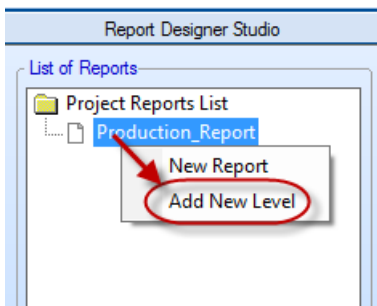 Report Designer Studio
List of Reports
Project Reports List
Production_Report
New Report
Add New Level